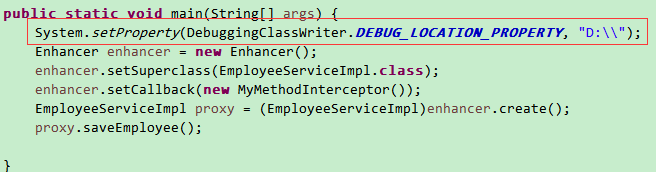 public static void main(String[] args) {
System.setProperty(DebuggingClassWriter.DEBUG_LOCATION_PROPERTY, "D:\\");
Enhancer enhancer = new Enhancer();
enhancer.setSuperclass(EmployeeServiceImpl.class);
enhancer.setCallback(new MyMethodInterceptor());
EmployeeServiceImpl proxy = (EmployeeServiceImpl)enhancer.create();
proxy.saveEmployee();
}